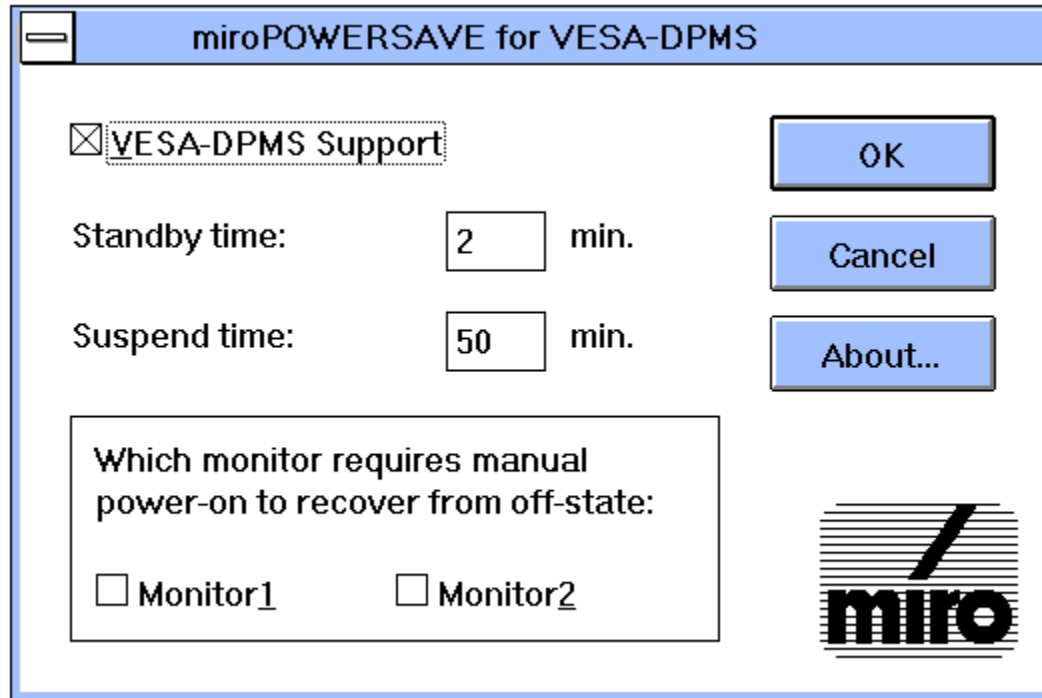 miroPOWERSAVE for VESA-DPMS
VESA-DPMS Support
OK
Standby time: 2 min.
Cancel
Suspend time: 50 min.
About...
Which monitor requires manual
power-on to recover from off-state:
Monitor1 Monitor2
miro